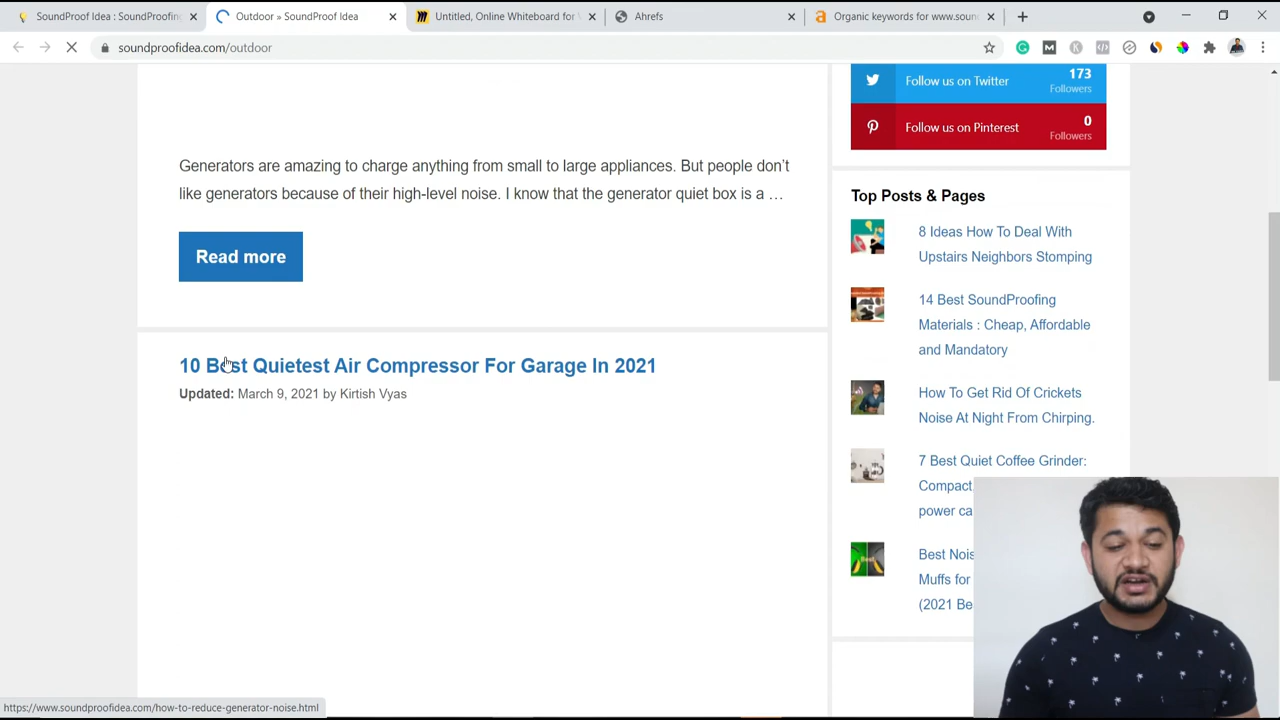 SoundProof Idea : SoundProofing
Outdoor » SoundProof Idea
Untitled, Online Whiteboard for
Ahrefs
Organic keywords for www.soun
soundproofidea.com/outdoor
Follow us on Twitter
173
Followers
Follow us on Pinterest
0
Followers
Generators are amazing to charge anything from small to large appliances. But people don't
like generators because of their high-level noise. I know that the generator quiet box is a …
Read more
10 Best Quietest Air Compressor For Garage In 2021
Updated: March 9, 2021 by Kirtish Vyas
Top Posts & Pages
8 Ideas How To Deal With
Upstairs Neighbors Stomping
14 Best SoundProofing
Materials : Cheap, Affordable
and Mandatory
How To Get Rid Of Crickets
Noise At Night From Chirping.
7 Best Quiet Coffee Grinder:
Compact,
power ca
Best Nois
Muffs for
(2021 Be
https://www.soundproofidea.com/how-to-reduce-generator-noise.html